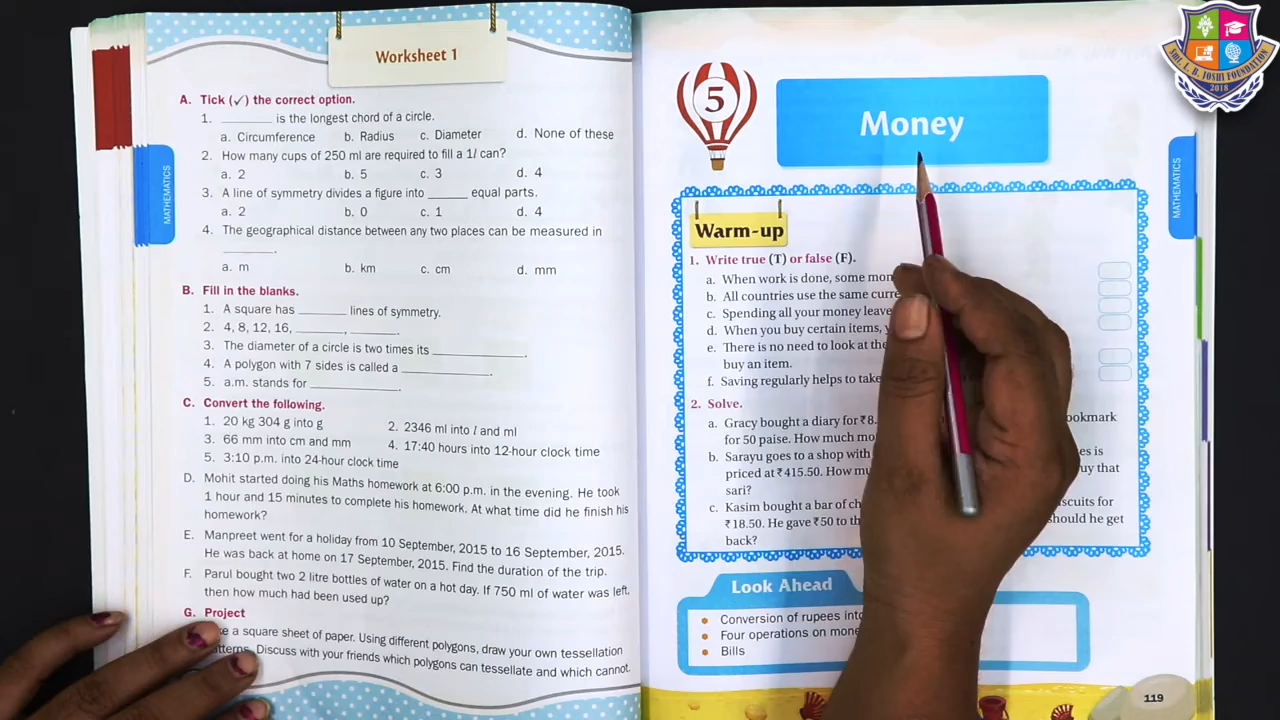 Worksheet 1
A. Tick (✓) the correct option.
1. ________ is the longest chord of a circle.
a. Circumference b. Radius c. Diameter d. None of these
2. How many cups of 250 ml are required to fill a 1l can?
a. 2 b. 5 c. 3 d. 4
3. A line of symmetry divides a figure into ________ual parts.
a. 2 b. 0 c. 1 d. 4
4. The geographical distance between any two places can be measured in
________.
a. m b. km c. cm d. mm
B. Fill in the blanks.
1. A square has ________ lines of symmetry.
2. 4, 8, 12, 16, ________, ________.
3. The diameter of a circle is two times its ________.
4. A polygon with 7 sides is called a ________.
5. a.m. stands for ________.
C. Convert the following.
1. 20 kg 304 g into g 2. 2346 ml into l and ml
3. 66 mm into cm and mm 4. 17:40 hours into 12-hour clock time
5. 3:10 p.m. into 24-hour clock time
D. Mohit started doing his Maths homework at 6:00 p.m. in the evening. He took
1 hour and 15 minutes to complete his homework. At what time did he finish his
homework?
E. Manpreet went for a holiday from 10 September, 2015 to 16 September, 2015.
He was back at home on 17 September, 2015. Find the duration of the trip.
F. Parul bought two 2 litre bottles of water on a hot day. If 750 ml of water was left,
then how much had been used up?
G. Project
a square sheet of paper. Using different polygons, draw your own tessellation
Discuss with your friends which polygons can tessellate and which cannot.
MATHEMATICS
5
Money
Warm-up
1. Write true (T) or false (F).
a. When work is done, some
b. All countries use the same
c. Spending all your money
d. When you buy certain items,
e. There is no need to look at
buy an item.
f. Saving regularly helps to take
2. Solve.
a. Gracy bought a diary for ₹8. ookmark
for 50 paise. How much
b. Sarayu goes to a shop with es is
priced at ₹415.50. How uy that
sari?
c. Kasim bought a bar of scuits for
₹18.50. He gave ₹50 to should he get
back?
Look Ahead
Conversion of rupees
Four operations on
Bills
MATHEMATICS
119
SHL. L. B. JOSHI FOUNDATION
2018